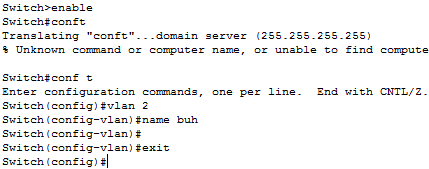 Switch>enable
Switch#conft
Translating "conft"...domain server (255.255.255.255)
% Unknown command or computer name, or unable to find compute
Switch#conf t
Enter configuration commands, one per line.  End with CNTL/Z.
Switch(config)#vlan 2
Switch(config-vlan)#name buh
Switch(config-vlan)#
Switch(config-vlan)#exit
Switch(config)#